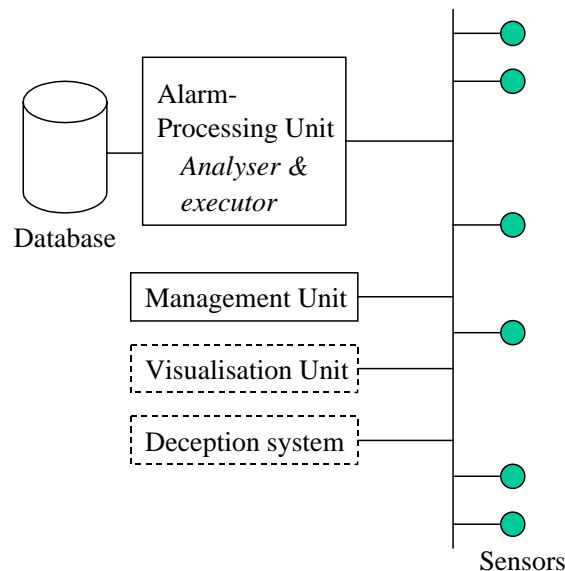 Alarm-
Processing Unit
Analyser &
executor
Database
Management Unit
Visualisation Unit
Deception system
Sensors